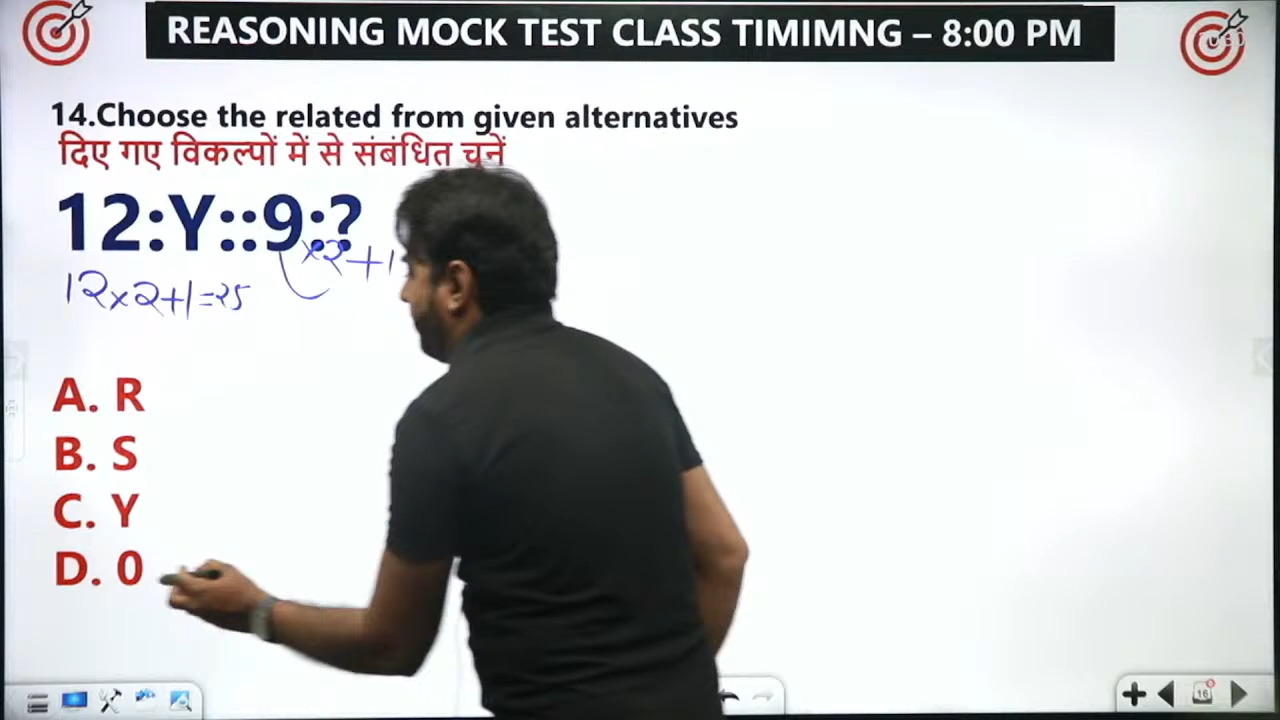 REASONING MOCK TEST CLASS TIMIMNG – 8:00 PM
14.Choose the related from given alternatives
दिए गए विकल्पों में से संबंधित चुनें
12:Y::9:?
×2+1
12×2+1=25
A. R
B. S
C. Y
D. 0
16